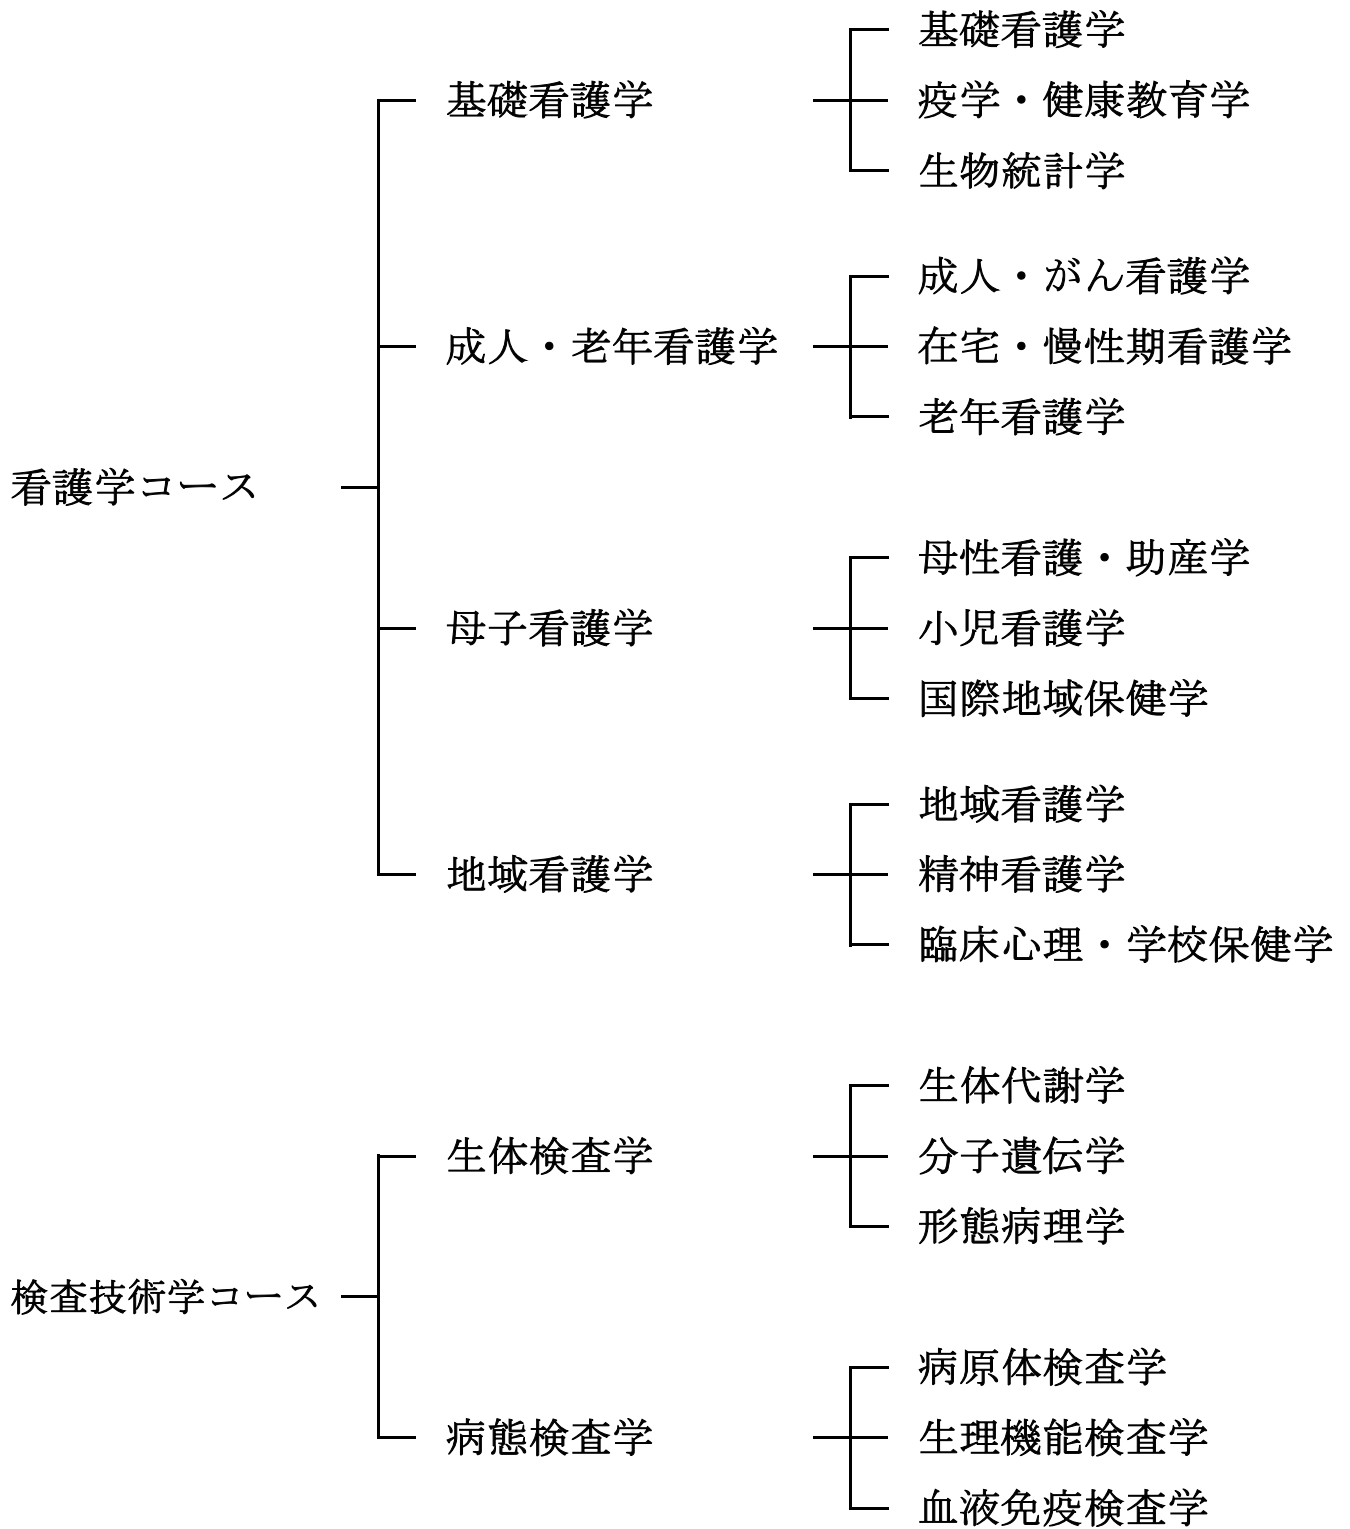 看護学コース
基礎看護学
基礎看護学
疫学・健康教育学
生物統計学
成人・老年看護学
成人・がん看護学
在宅・慢性期看護学
老年看護学
母子看護学
母性看護・助産学
小児看護学
国際地域保健学
地域看護学
地域看護学
精神看護学
臨床心理・学校保健学
検査技術学コース
生体検査学
生体代謝学
分子遺伝学
形態病理学
病態検査学
病原体検査学
生理機能検査学
血液免疫検査学